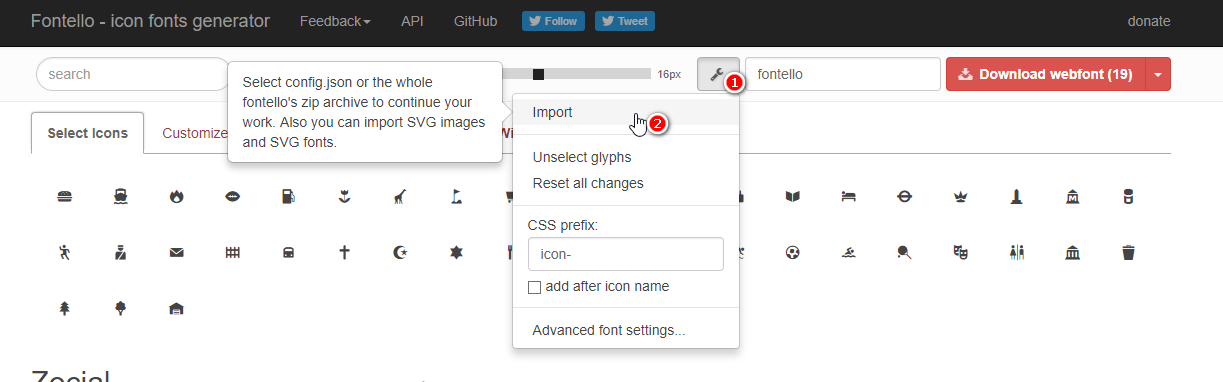 Fontello - icon fonts generator
Feedback
API
GitHub
Follow
Tweet
donate
search
16px
1
fontello
Download webfont (19)
Select config.json or the whole
fontello's zip archive to continue your
work. Also you can import SVG images
and SVG fonts.
Import
2
Select Icons
Customize
Unselect glyphs
Reset all changes
CSS prefix:
icon-
add after icon name
Advanced font settings...
Zocial